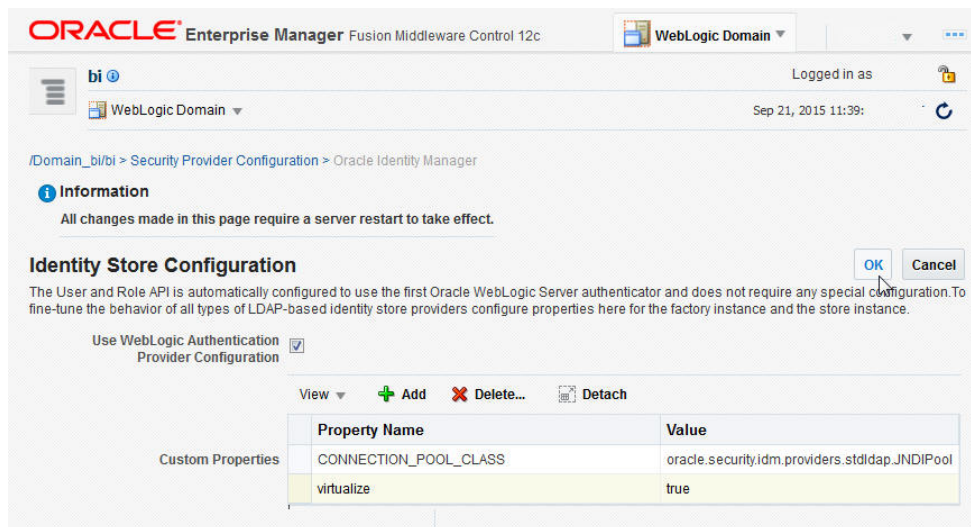 ORACLE Enterprise Manager Fusion Middleware Control 12c
WebLogic Domain
bi
Logged in as
WebLogic Domain
Sep 21, 2015 11:39:
/Domain_bi/bi > Security Provider Configuration > Oracle Identity Manager
Information
All changes made in this page require a server restart to take effect.
Identity Store Configuration
OK
Cancel
The User and Role API is automatically configured to use the first Oracle WebLogic Server authenticator and does not require any special configuration.To
fine-tune the behavior of all types of LDAP-based identity store providers configure properties here for the factory instance and the store instance.
Use WebLogic Authentication
Provider Configuration
View
Add
Delete...
Detach
Property Name
Value
Custom Properties
CONNECTION_POOL_CLASS
oracle.security.idm.providers.stdldap.JNDIPool
virtualize
true